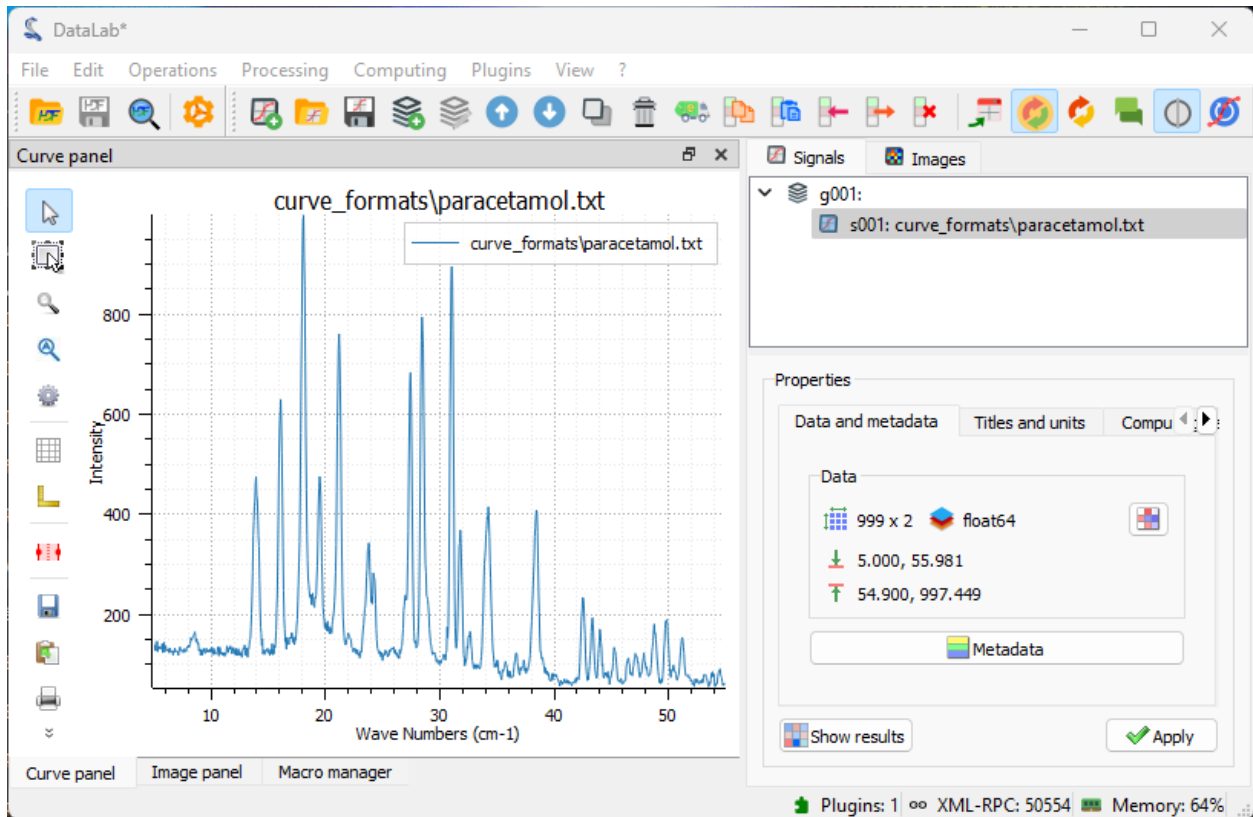 DataLab*
File Edit Operations Processing Computing Plugins View ?
Curve panel
curve_formats\paracetamol.txt
curve_formats\paracetamol.txt
800
600
400
200
Intensity
10 20 30 40 50
Wave Numbers (cm-1)
Curve panel Image panel Macro manager
Signals Images
g001:
s001: curve_formats\paracetamol.txt
Properties
Data and metadata Titles and units Compu
Data
999 x 2 float64
5.000, 55.981
54.900, 997.449
Metadata
Show results Apply
Plugins: 1 XML-RPC: 50554 Memory: 64%